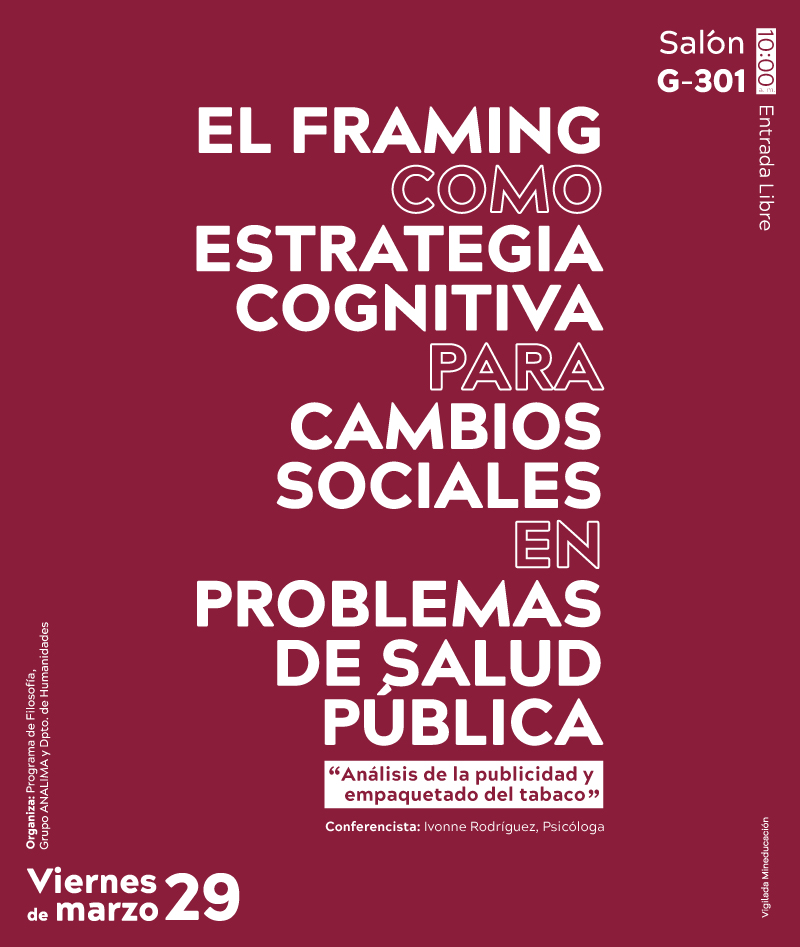 Salón
G-301
10:00
a.m.
Entrada Libre
EL FRAMING
COMO
ESTRATEGIA
COGNITIVA
PARA
CAMBIOS
SOCIALES
EN
PROBLEMAS
DE SALUD
PÚBLICA
“Análisis de la publicidad y
empaquetado del tabaco”
Conferencista: Ivonne Rodríguez, Psicóloga
Organiza: Programa de Filosofía,
Grupo ANALIMA y Dpto. de Humanidades
Viernes
de marzo 29
Vigilada Mineducación